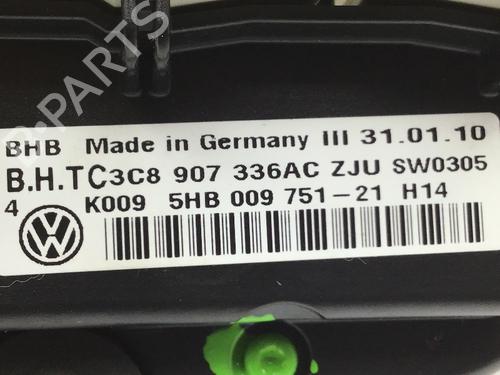 BHB Made in Germany III 31.01.10
B.H.T C3C8 907 336AC ZJU SW0305
4 K009 5HB 009 751-21 H14
B-PARTS